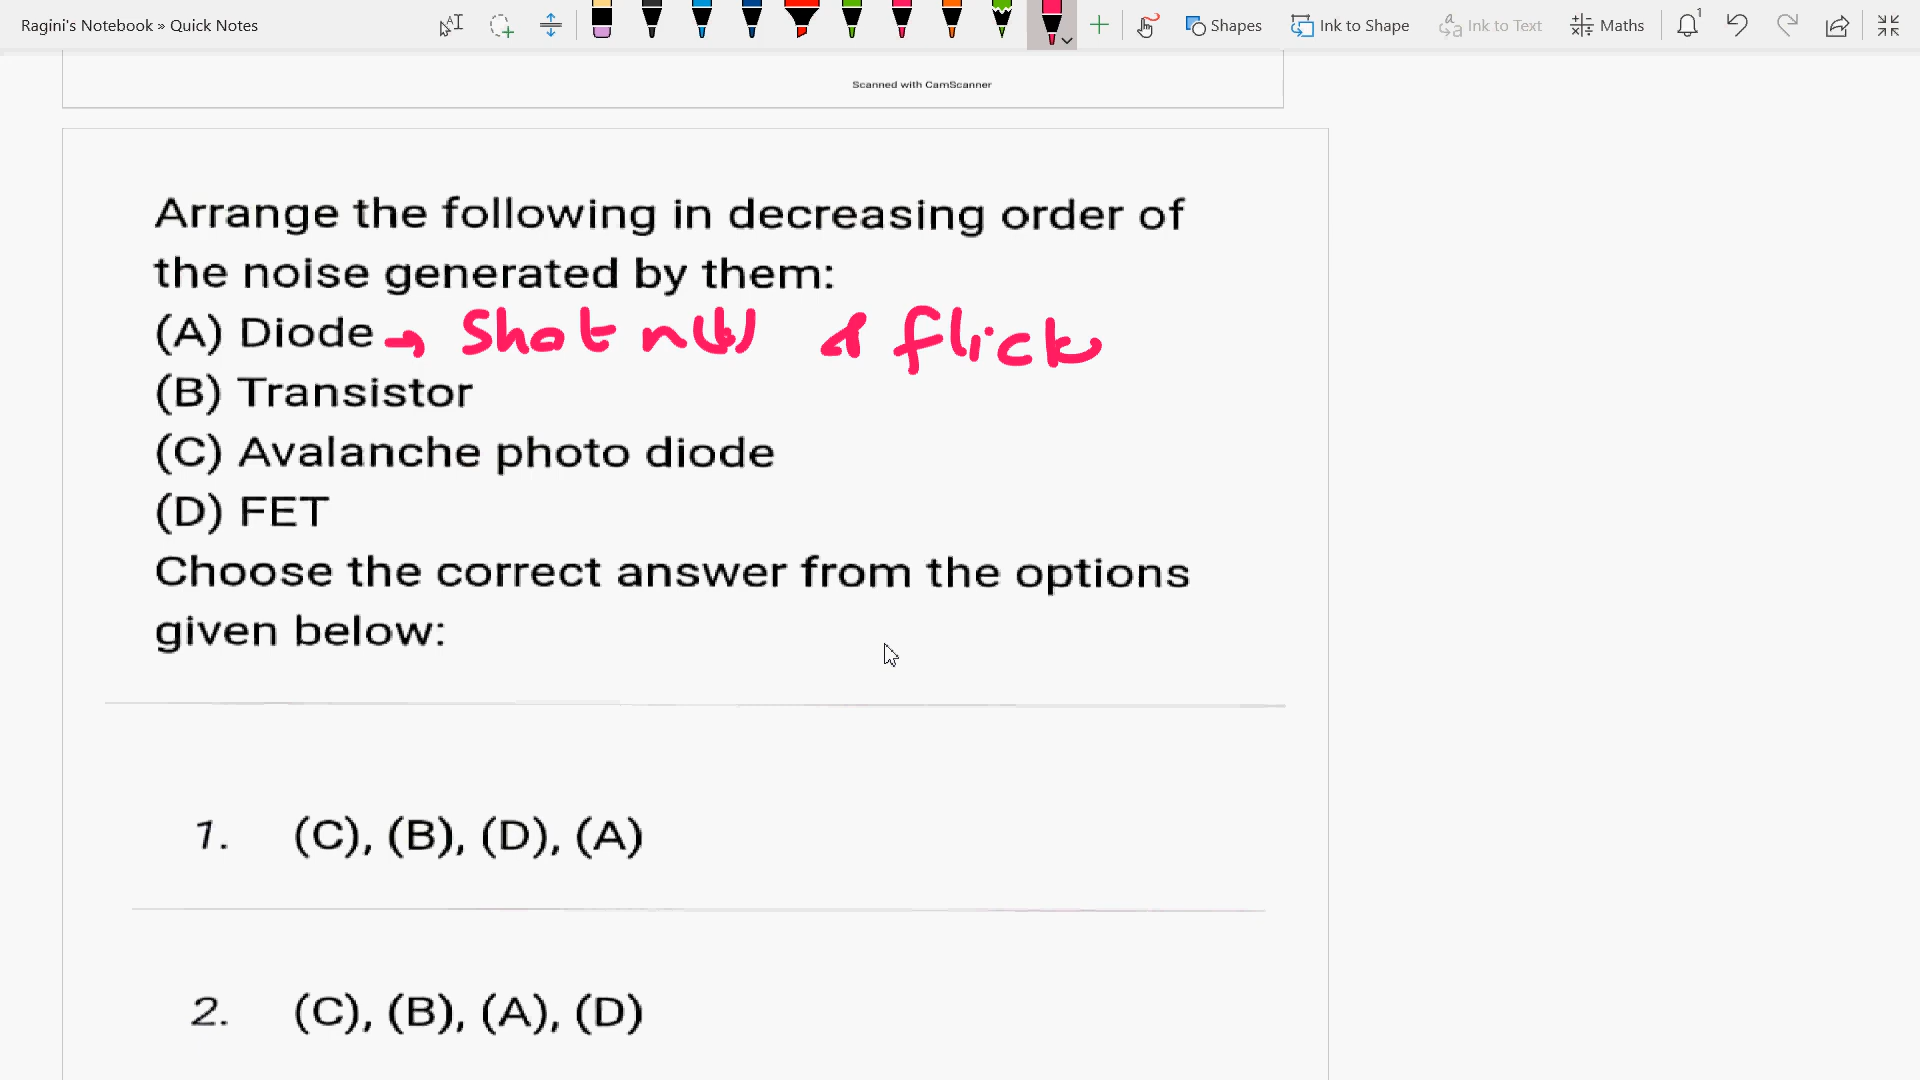 Ragini's Notebook » Quick Notes
Shapes
Ink to Shape
Ink to Text
Maths
1
Scanned with CamScanner
Arrange the following in decreasing order of
the noise generated by them:
(A) Diode → Shot n(t) & flick
(B) Transistor
(C) Avalanche photo diode
(D) FET
Choose the correct answer from the options
given below:
1. (C), (B), (D), (A)
2. (C), (B), (A), (D)